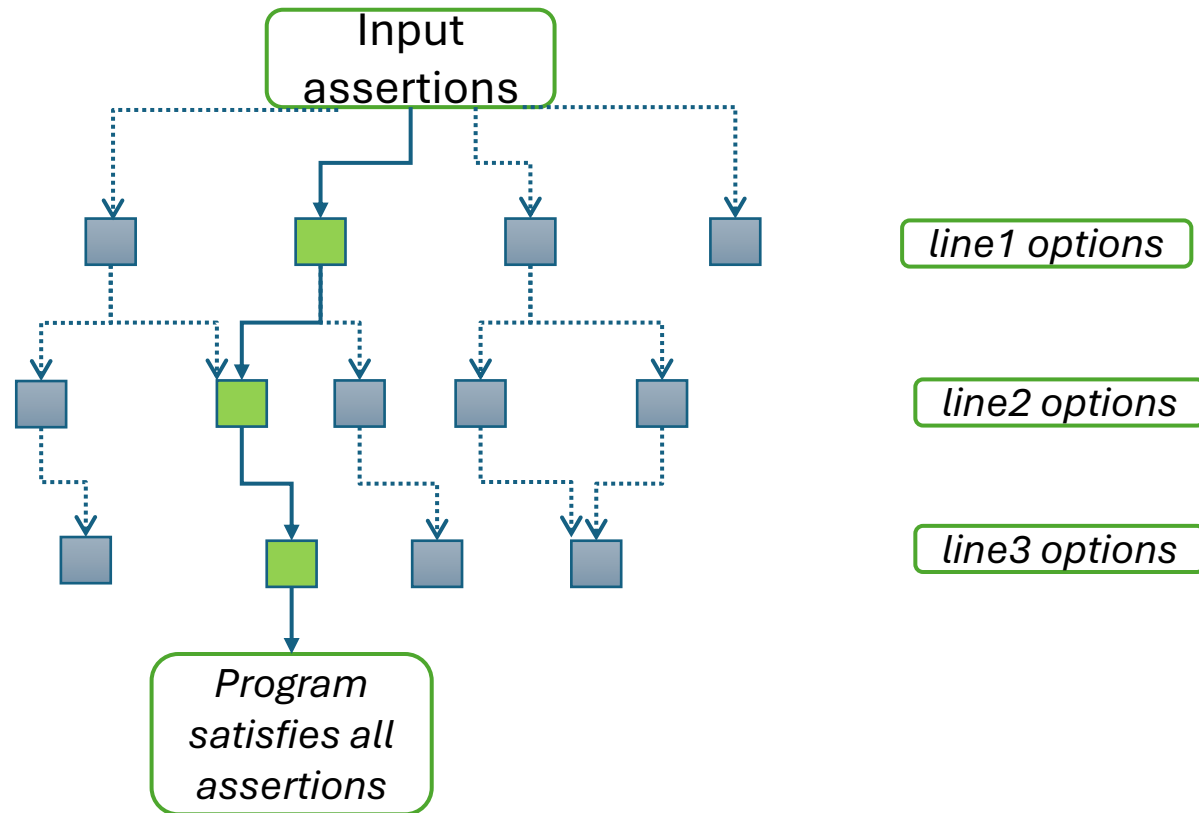 Input
assertions
line1 options
line2 options
line3 options
Program
satisfies all
assertions